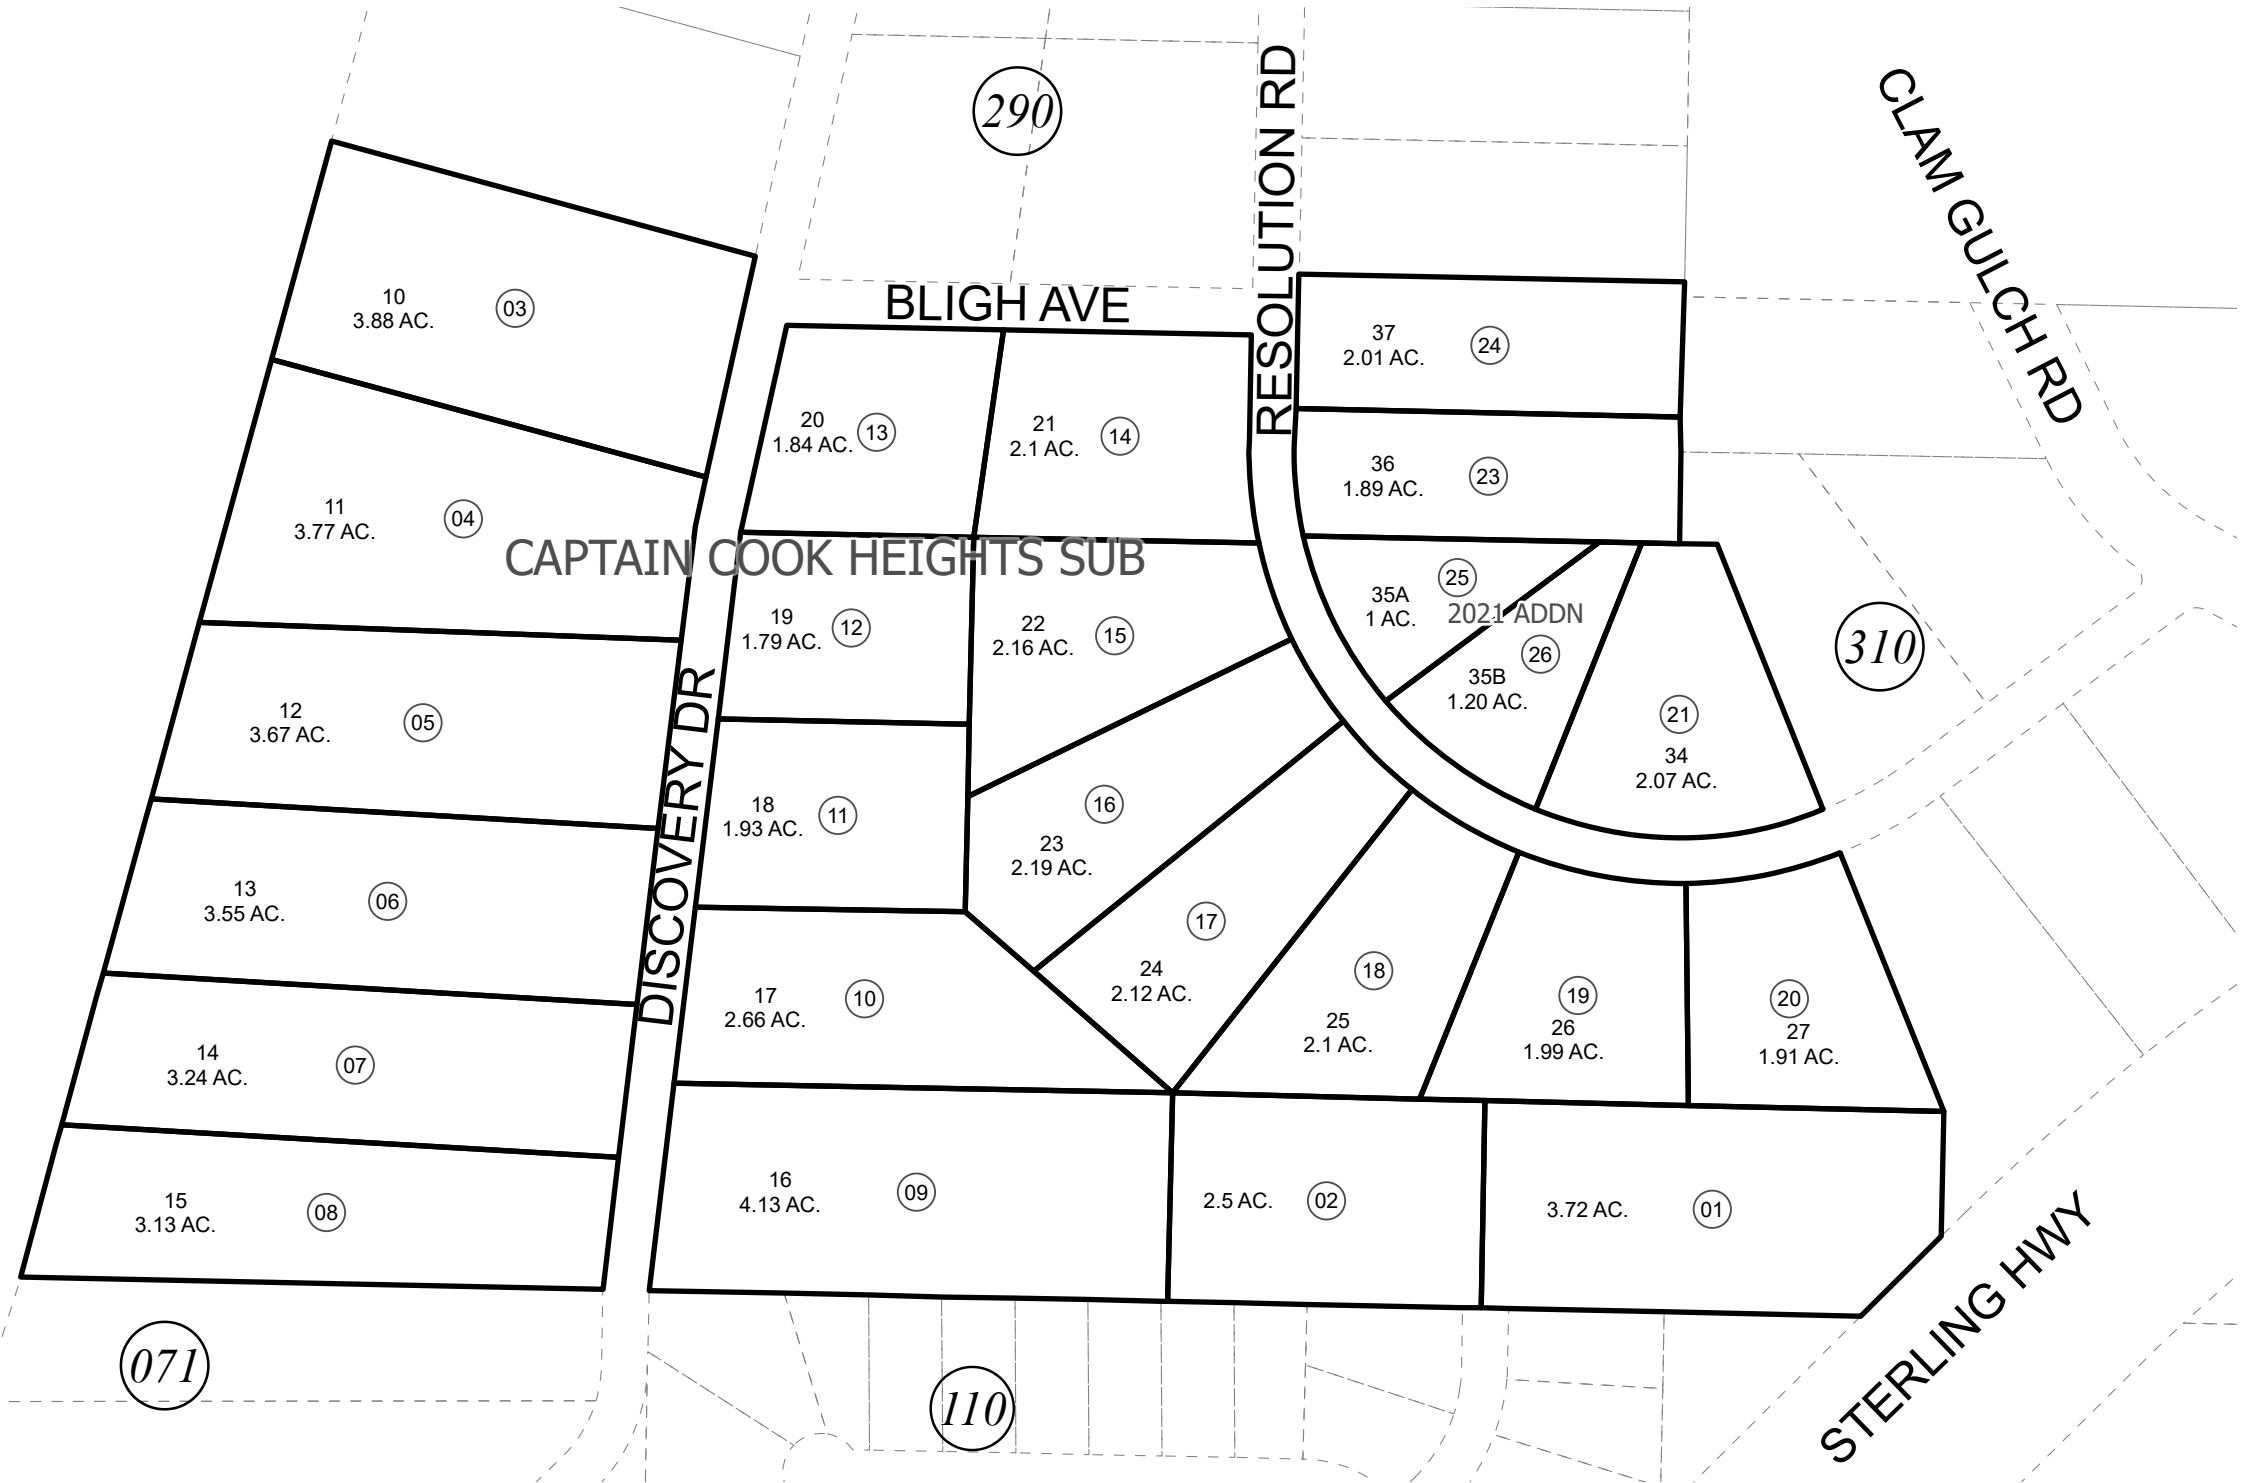 290
RESOLUTION RD
CLAM GULCH RD
BLIGH AVE
10
3.88 AC.
03
37
2.01 AC.
24
20
1.84 AC.
13
21
2.1 AC.
14
36
1.89 AC.
23
11
3.77 AC.
04
CAPTAIN COOK HEIGHTS SUB
35A
1 AC.
25
2021 ADDN
35B
1.20 AC.
26
310
19
1.79 AC.
12
22
2.16 AC.
15
21
34
2.07 AC.
12
3.67 AC.
05
DISCOVERY DR
18
1.93 AC.
11
16
23
2.19 AC.
13
3.55 AC.
06
17
24
2.12 AC.
18
25
2.1 AC.
19
26
1.99 AC.
20
27
1.91 AC.
17
2.66 AC.
10
14
3.24 AC.
07
15
3.13 AC.
08
16
4.13 AC.
09
2.5 AC.
02
3.72 AC.
01
STERLING HWY
071
110